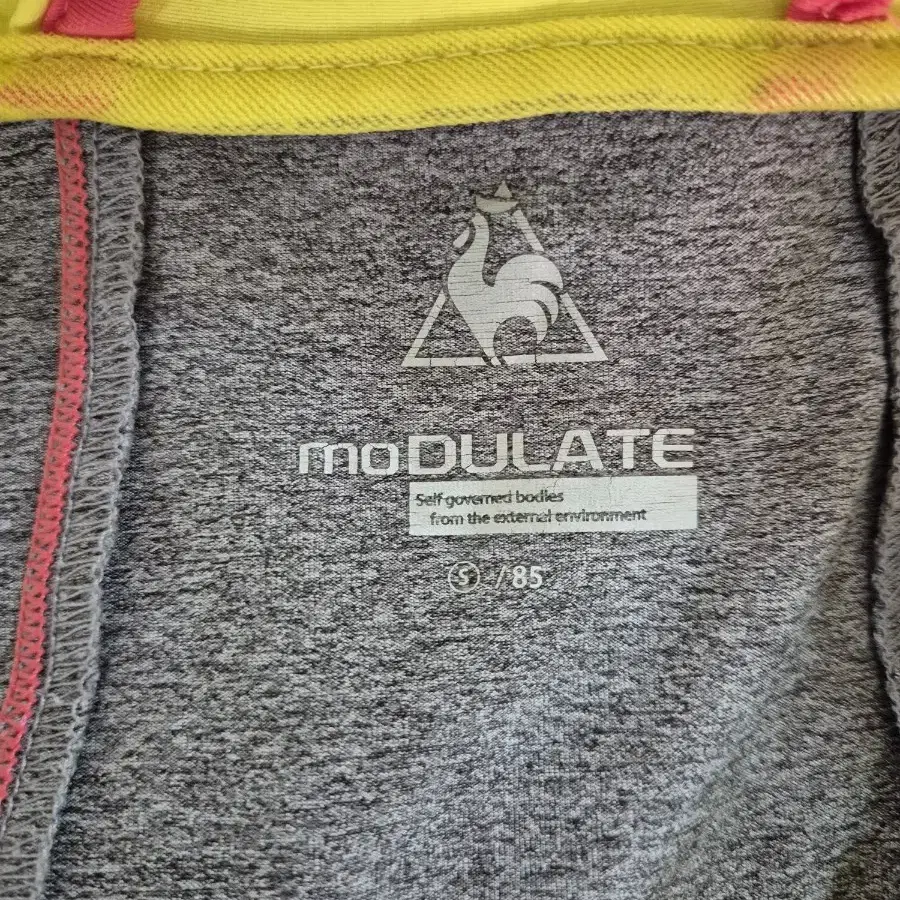 moDULATE
Self governed bodies
from the external environment
S /85